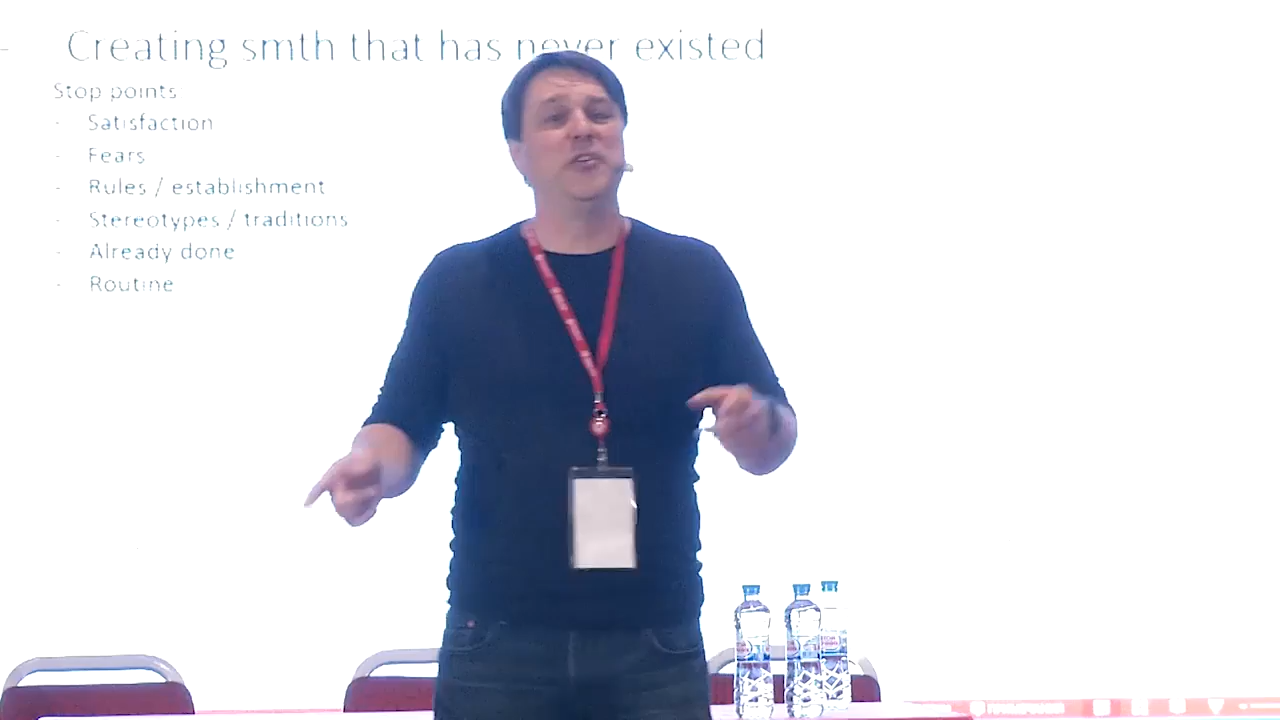 Creating smth that has never existed
Stop points
- Satisfaction
- Fears
- Rules / establishment
- Stereotypes / traditions
- Already done
- Routine